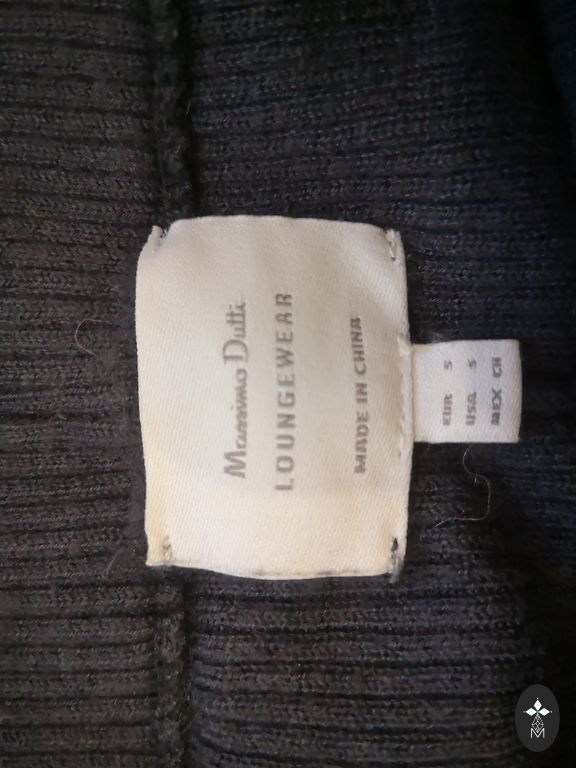 Massimo Dutti
LOUNGEWEAR
MADE IN CHINA
EUR S
USA S
MEX CH
M